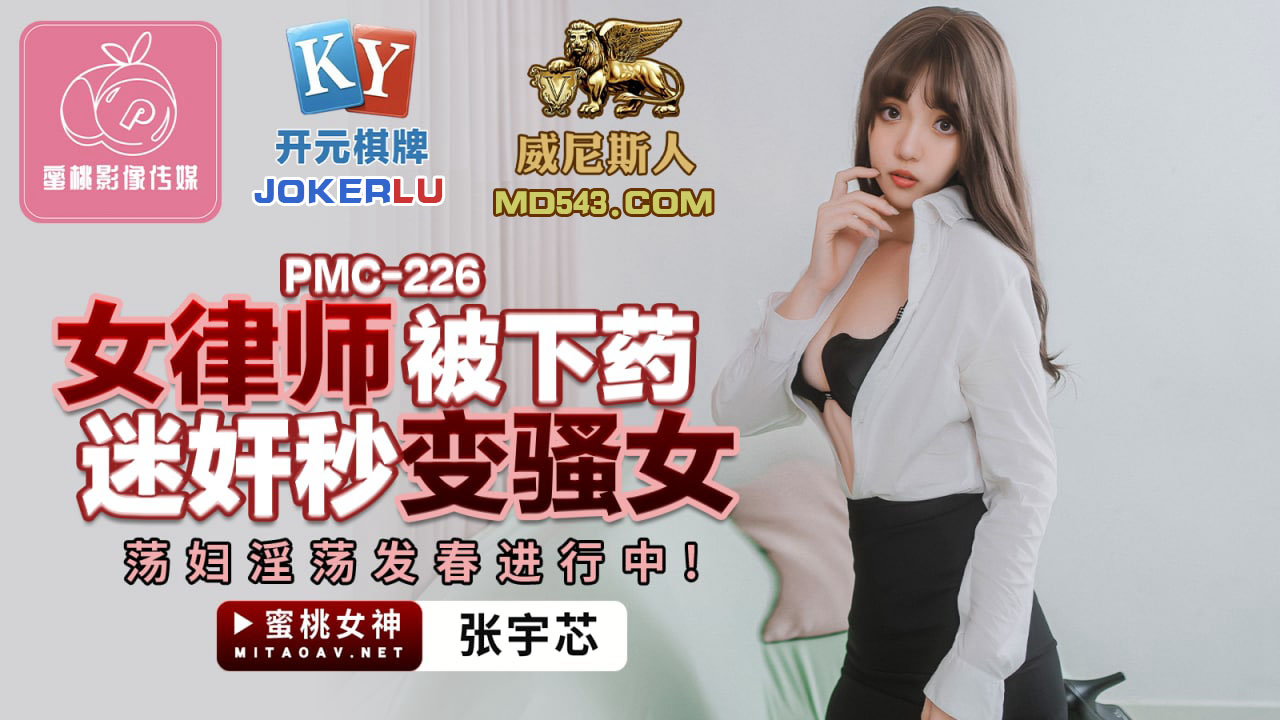 蜜桃影像传媒
KY
开元棋牌
JOKERLU
V
威尼斯人
MD543.COM
P
PMC-226
女律师被下药
迷奸秒变骚女
荡妇淫荡发春进行中!
蜜桃女神
MITAOAV.NET
张宇芯